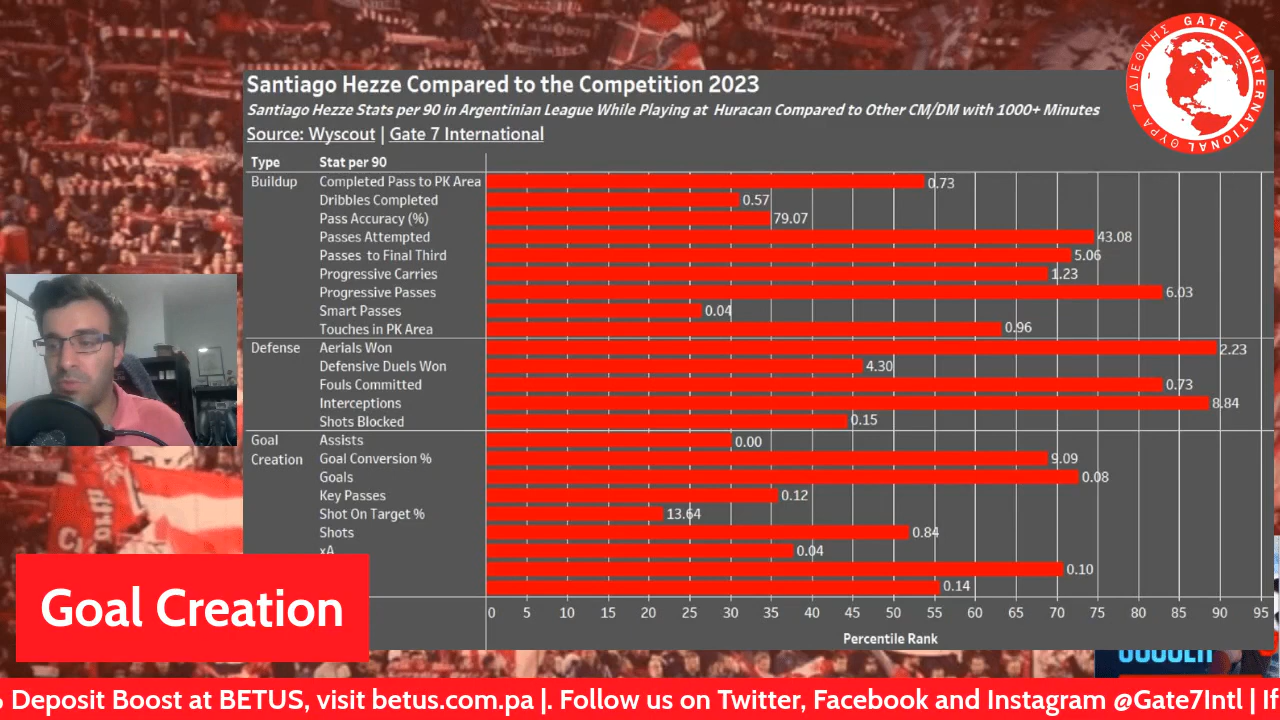 Santiago Hezze Compared to the Competition 2023
Santiago Hezze Stats per 90 in Argentinian League While Playing at Huracan Compared to Other CM/DM with 1000+ Minutes
Source: Wyscout | Gate 7 International
GATE 7 INTERNATIONAL ΘΥΡΑ 7 ΔΙΕΘΝΗΣ
Type Stat per 90
Buildup Completed Pass to PK Area 0.73
Dribbles Completed 0.57
Pass Accuracy (%) 79.07
Passes Attempted 43.08
Passes to Final Third 5.06
Progressive Carries 1.23
Progressive Passes 6.03
Smart Passes 0.04
Touches in PK Area 0.96
Defense Aerials Won 2.23
Defensive Duels Won 4.30
Fouls Committed 0.73
Interceptions 8.84
Shots Blocked 0.15
Goal Creation Assists 0.00
Goal Conversion % 9.09
Goals 0.08
Key Passes 0.12
Shot On Target % 13.64
Shots 0.84
xA 0.04
0.10
0.14
0 5 10 15 20 25 30 35 40 45 50 55 60 65 70 75 80 85 90 95
Percentile Rank
Goal Creation
Deposit Boost at BETUS, visit betus.com.pa |. Follow us on Twitter, Facebook and Instagram @Gate7Intl | If